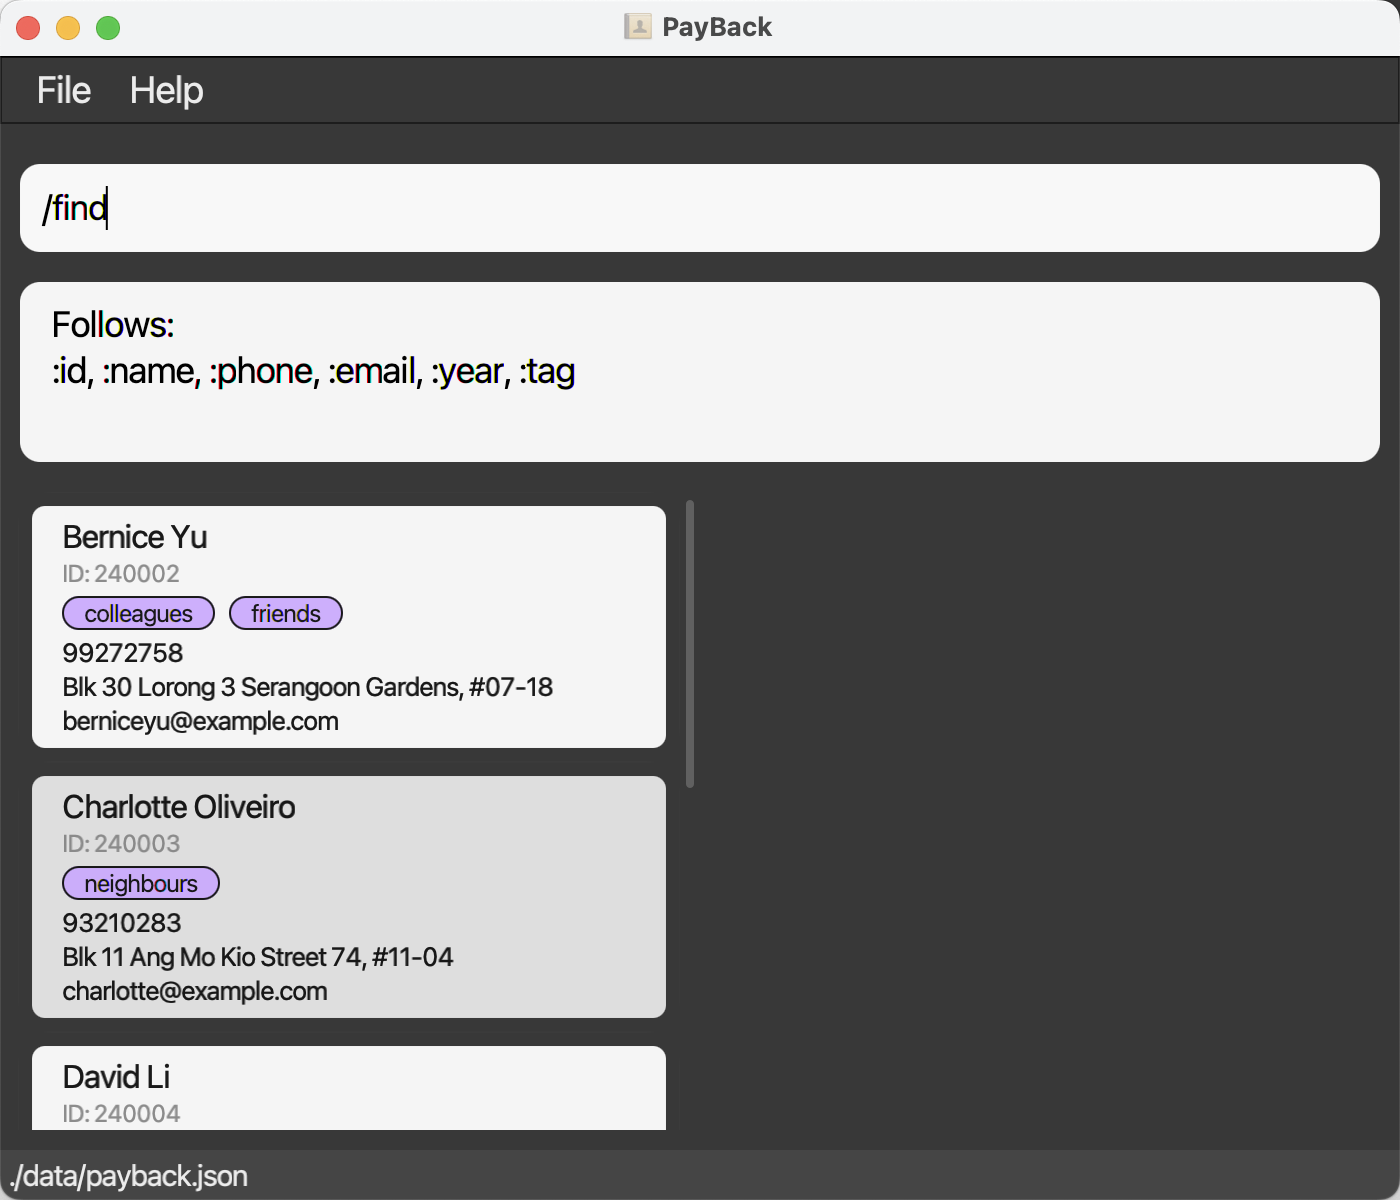 PayBack
File Help
/find
Follows:
:id, :name, :phone, :email, :year, :tag
Bernice Yu
ID: 240002
colleagues friends
99272758
Blk 30 Lorong 3 Serangoon Gardens, #07-18
berniceyu@example.com
Charlotte Oliveiro
ID: 240003
neighbours
93210283
Blk 11 Ang Mo Kio Street 74, #11-04
charlotte@example.com
David Li
ID: 240004
./data/payback.json